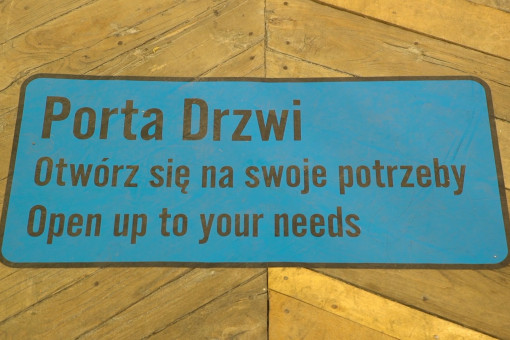 Porta Drzwi
Otwórz się na swoje potrzeby
Open up to your needs